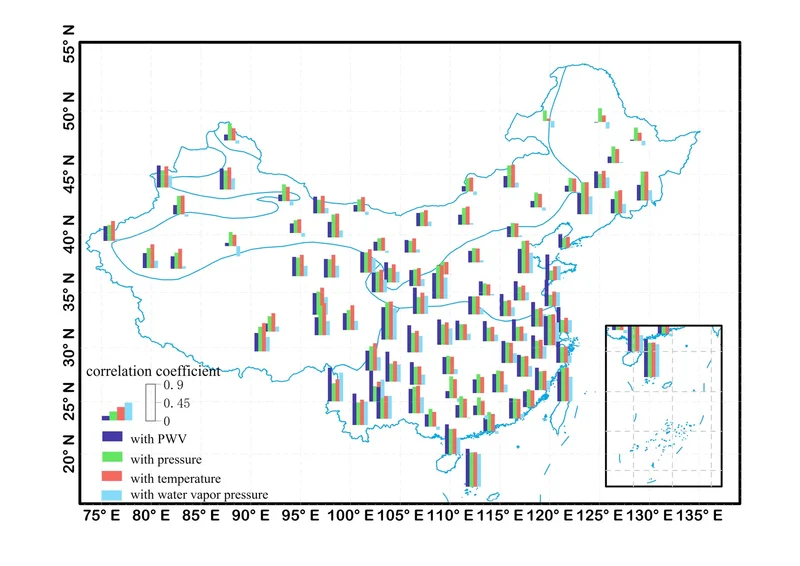 55° N
50° N
45° N
40° N
35° N
30° N
25° N
20° N
correlation coefficient
0. 9
0. 45
0
with PWV
with pressure
with temperature
with water vapor pressure
75° E 80° E 85° E 90° E 95° E 100° E 105° E 110° E 115° E 120° E 125° E 130° E 135° E